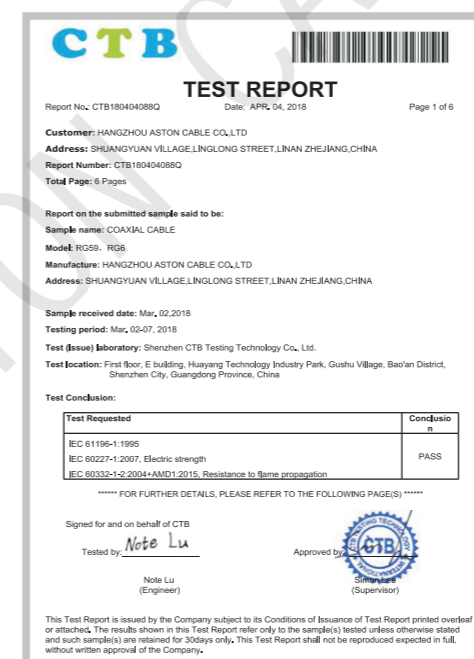 CTB
TEST REPORT
Report No.: CTB180404088Q Date: APR. 04, 2018 Page 1 of 6
Customer: HANGZHOU ASTON CABLE CO.,LTD
Address: SHUANGYUAN VILLAGE,LINGLONG STREET,LINAN ZHEJIANG,CHINA
Report Number: CTB180404088Q
Total Page: 6 Pages
Report on the submitted sample said to be:
Sample name: COAXIAL CABLE
Model: RG59、RG6
Manufacture: HANGZHOU ASTON CABLE CO.,LTD
Address: SHUANGYUAN VILLAGE,LINGLONG STREET,LINAN ZHEJIANG,CHINA
Sample received date: Mar. 02,2018
Testing period: Mar. 02-07, 2018
Test (Issue) laboratory: Shenzhen CTB Testing Technology Co., Ltd.
Test location: First floor, E building, Huayang Technology Industry Park, Gushu Village, Bao'an District,
Shenzhen City, Guangdong Province, China
Test Conclusion:
Test Requested Conclusio
n
IEC 61196-1:1995
IEC 60227-1:2007, Electric strength PASS
IEC 60332-1-2:2004+AMD1:2015, Resistance to flame propagation
****** FOR FURTHER DETAILS, PLEASE REFER TO THE FOLLOWING PAGE(S) ******
Signed for and on behalf of CTB
Tested by: Note Lu Approved by
CTB
Note Lu Simon Lee
(Engineer) (Supervisor)
This Test Report is issued by the Company subject to its Conditions of Issuance of Test Report printed overleaf
or attached. The results shown in this Test Report refer only to the sample(s) tested unless otherwise stated
and such sample(s) are retained for 30days only. This Test Report shall not be reproduced expected in full,
without written approval of the Company.